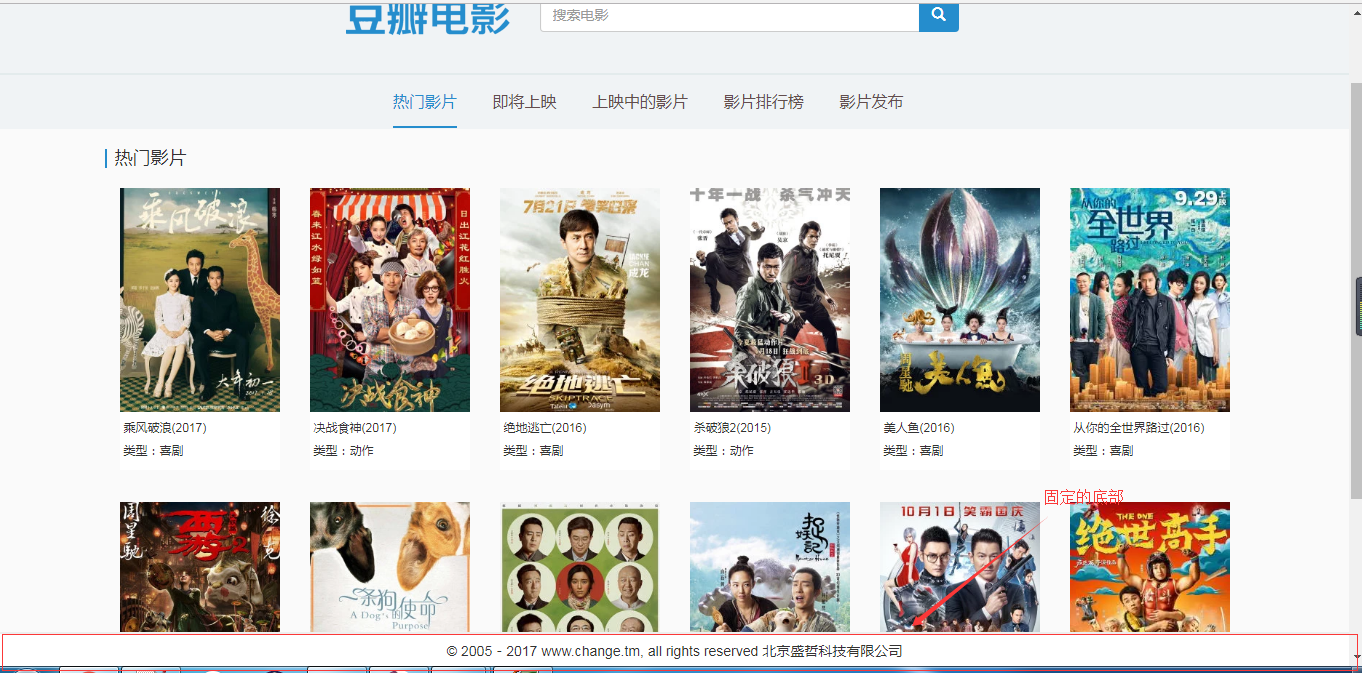 豆瓣电影
搜索电影
热门影片 即将上映 上映中的影片 影片排行榜 影片发布
热门影片
乘风破浪
大年初一
春来江水绿如蓝
日出江花红胜火
决战食神
7月21日
CHAN
成龙
绝地逃亡
SKIPTRACE
十年一战 杀气冲天
杀破狼II
3D
周星驰
美人鱼
9.29上映
从你的
全世界
路过
乘风破浪(2017)
类型：喜剧
决战食神(2017)
类型：动作
绝地逃亡(2016)
类型：喜剧
杀破狼2(2015)
类型：动作
美人鱼(2016)
类型：喜剧
从你的全世界路过(2016)
类型：喜剧
固定的底部
周星驰
徐克
一条狗的使命
A Dog's Purpose
捉妖记
10月1日 笑霸国庆
THE ONE
绝世高手
© 2005 - 2017 www.change.tm, all rights reserved 北京盛哲科技有限公司